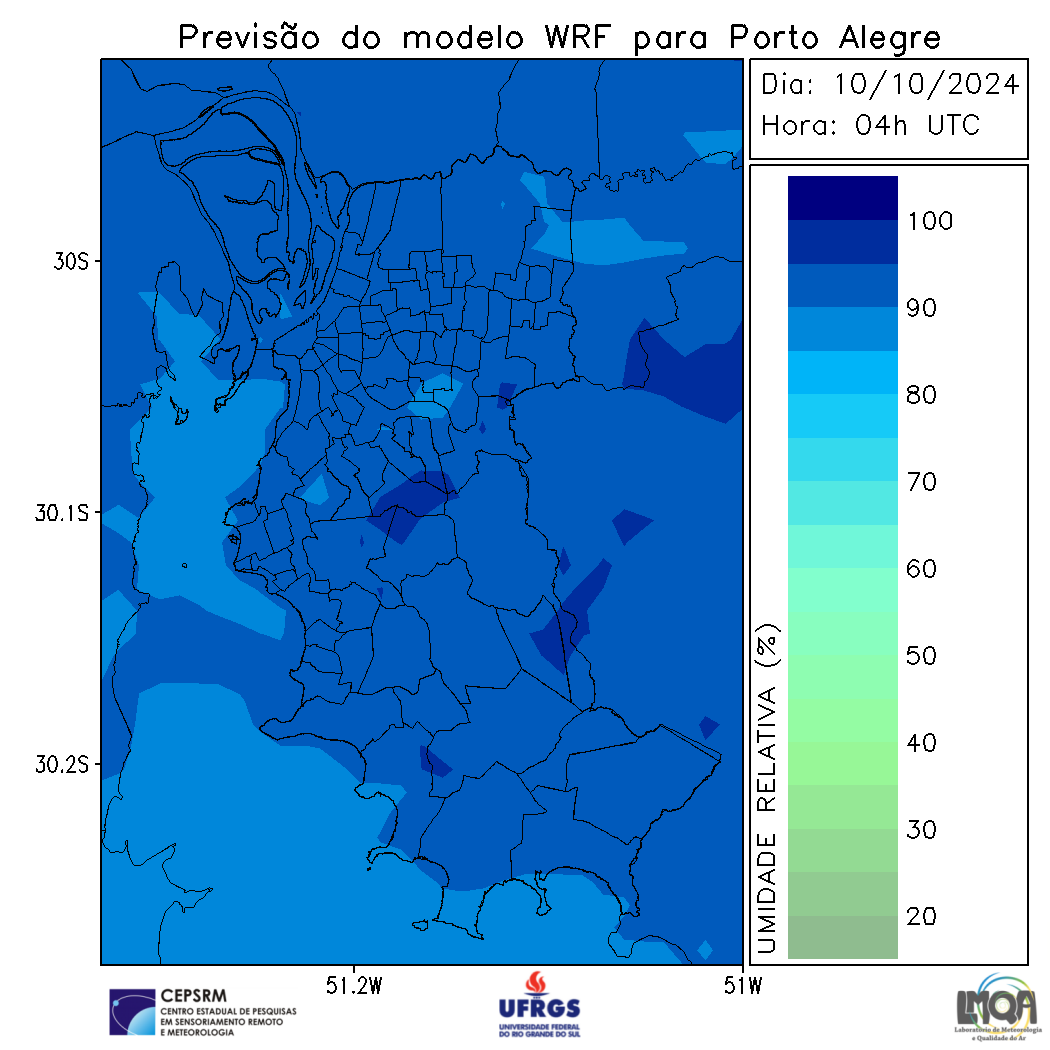 Previsão do modelo WRF para Porto Alegre
Dia: 10/10/2024
Hora: 04h UTC
30S
30.1S
30.2S
51.2W
51W
100
90
80
70
60
50
40
30
20
UMIDADE RELATIVA (%)
CEPSRM
CENTRO ESTADUAL DE PESQUISAS
EM SENSORIAMENTO REMOTO
E METEOROLOGIA
UFRGS
UNIVERSIDADE FEDERAL
DO RIO GRANDE DO SUL
LMQA
Laboratório de Meteorologia
e Qualidade do Ar